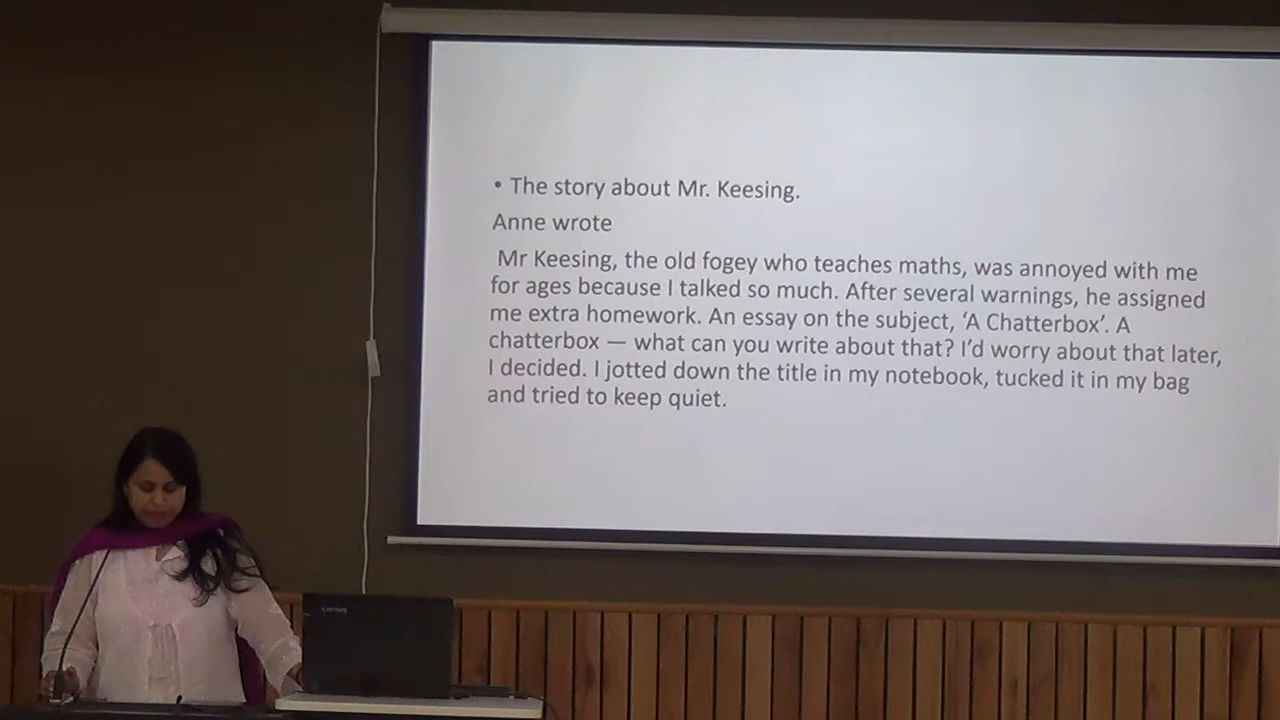 • The story about Mr. Keesing.
Anne wrote
Mr Keesing, the old fogey who teaches maths, was annoyed with me
for ages because I talked so much. After several warnings, he assigned
me extra homework. An essay on the subject, ‘A Chatterbox’. A
chatterbox — what can you write about that? I’d worry about that later,
I decided. I jotted down the title in my notebook, tucked it in my bag
and tried to keep quiet.
Lenovo